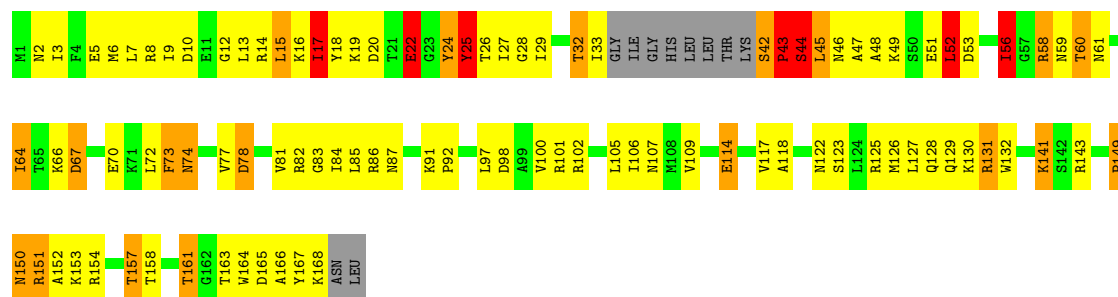 M1 N2 I3 F4 E5 M6 L7 R8 I9 D10 E11 G12 L13 R14 L15 K16 I17 Y18 K19 D20 T21 E22 G23 Y24 Y25 T26 I27 G28 I29 T32 I33 GLY ILE GLY HIS LEU LEU THR LYS S42 P43 S44 L45 N46 A47 A48 K49 S50 E51 L52 D53 I56 G57 R58 N59 T60 N61
I64 T65 K66 D67 E70 K71 L72 F73 N74 V77 D78 V81 R82 G83 I84 L85 R86 N87 K91 P92 L97 D98 A99 V100 R101 R102 L105 I106 N107 M108 V109 E114 V117 A118 N122 S123 L124 R125 M126 L127 Q128 Q129 K130 R131 W132 K141 S142 R143 R149
N150 R151 A152 K153 R154 T157 T158 T161 G162 T163 W164 D165 A166 Y167 K168 ASN LEU